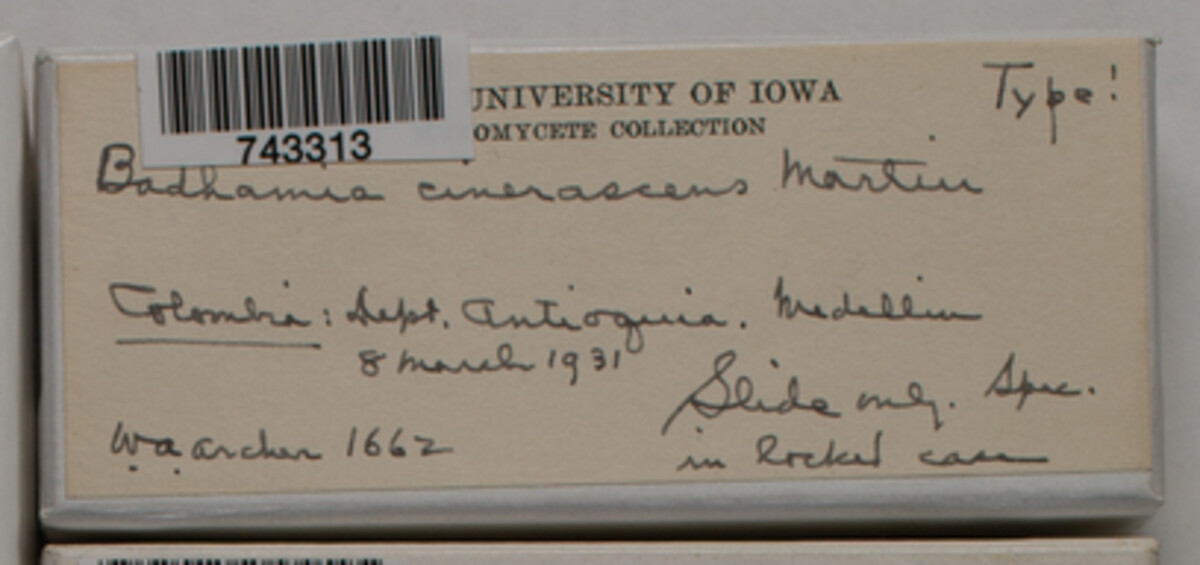 743313
UNIVERSITY OF IOWA
OMYCETE COLLECTION
Type!
Badhamia cinerascens Martin
Colombia: Dept. Antioquia. Medellin
8 March 1931
Slide only. Spec.
in locked case
W.A. Archer 1662